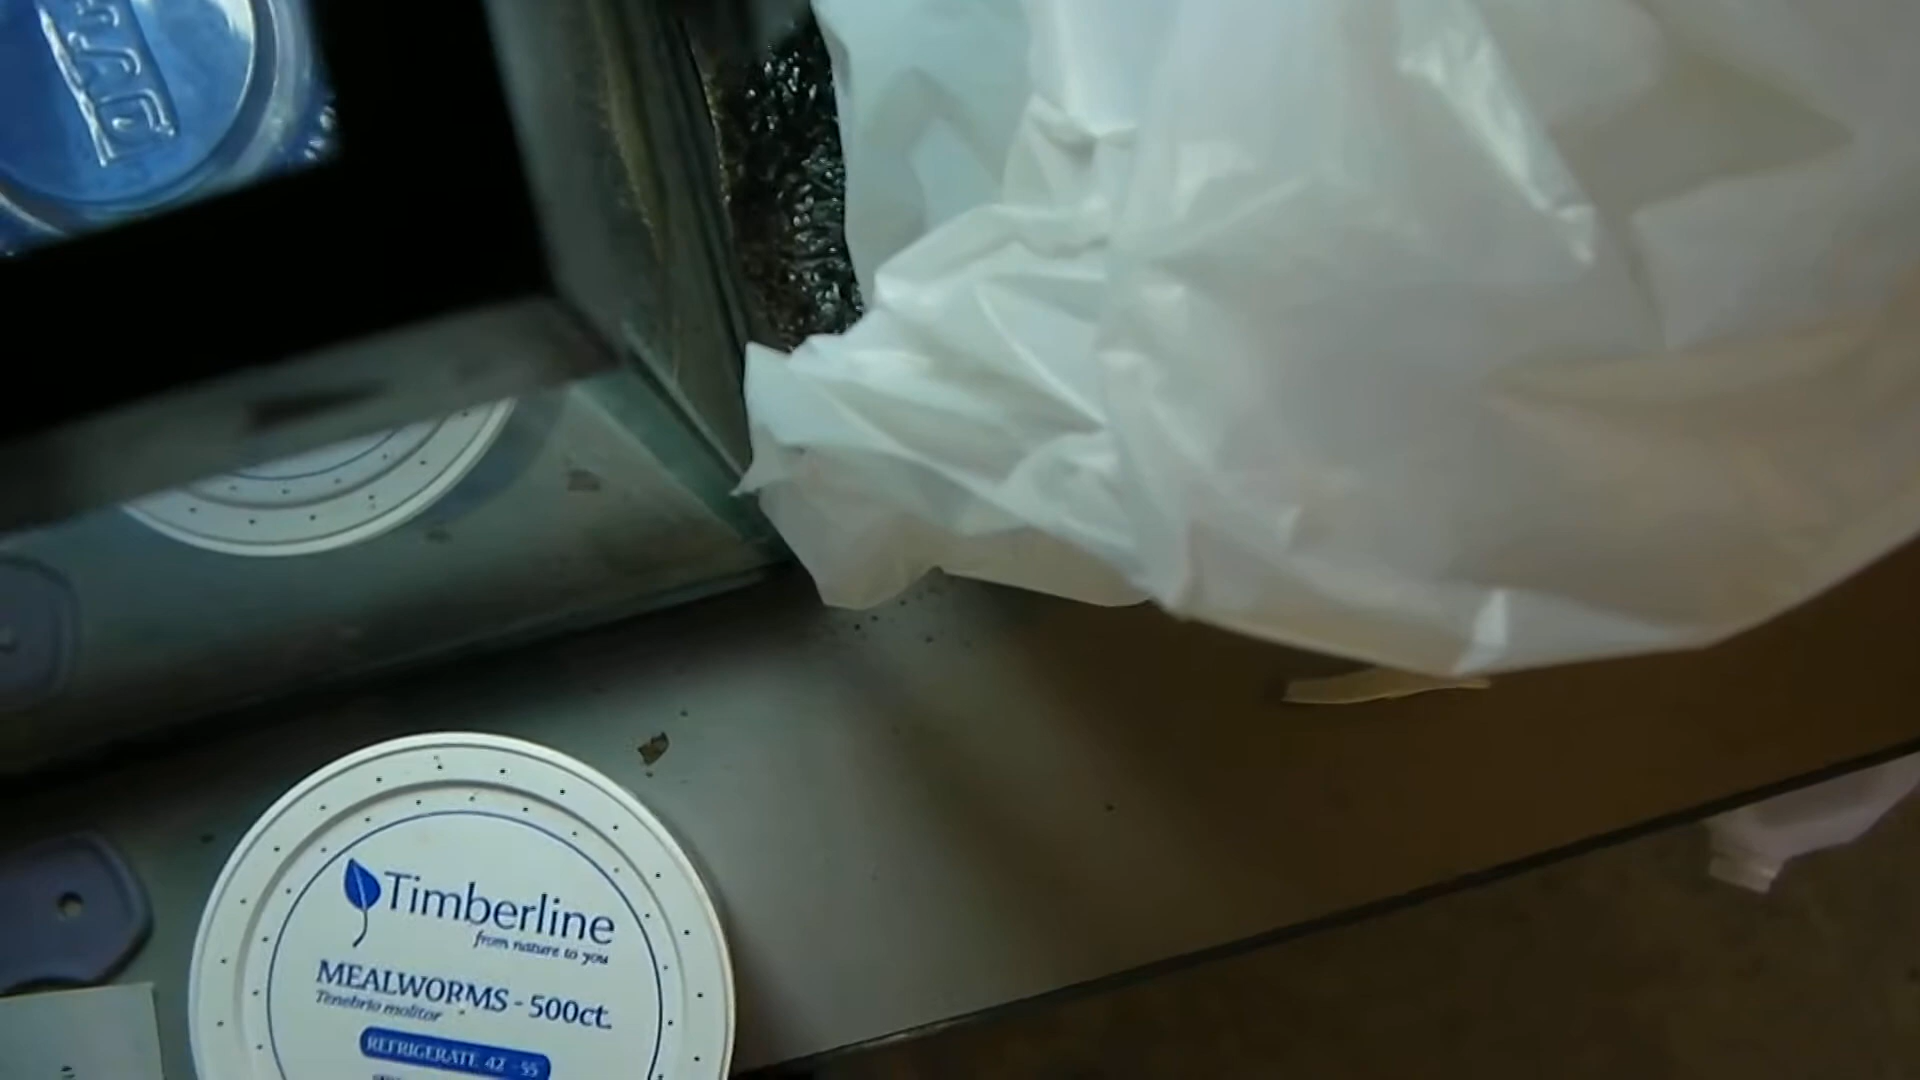 Timberline
from nature to you
MEALWORMS - 500ct.
Tenebrio molitor
REFRIGERATE 42 - 55